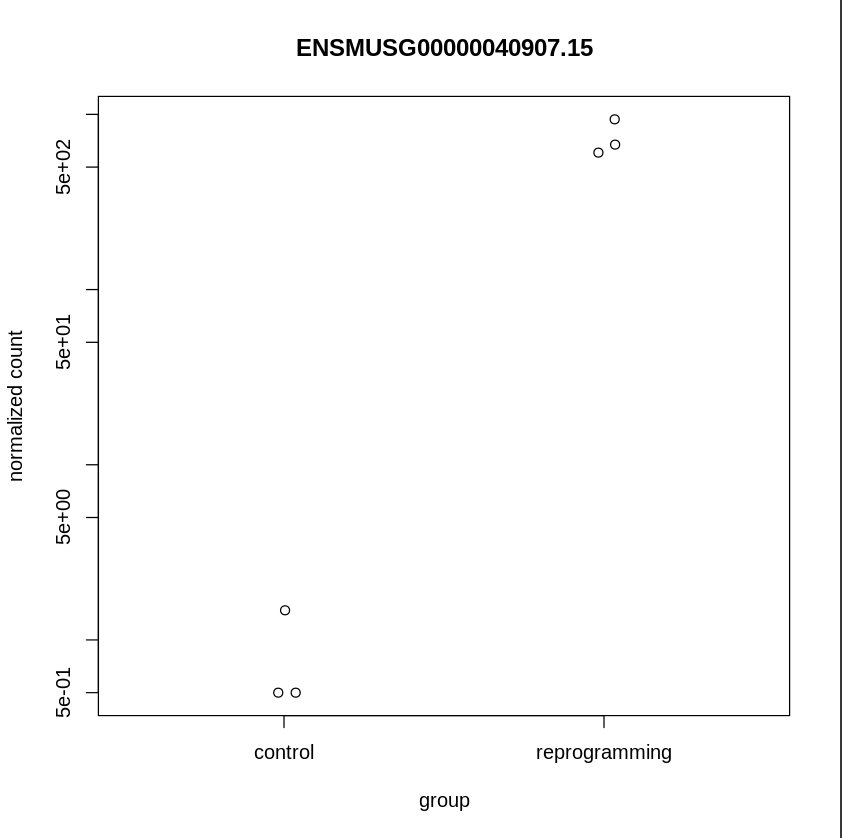 ENSMUSG00000040907.15
5e+02
5e+01
5e+00
5e-01
normalized count
control
reprogramming
group